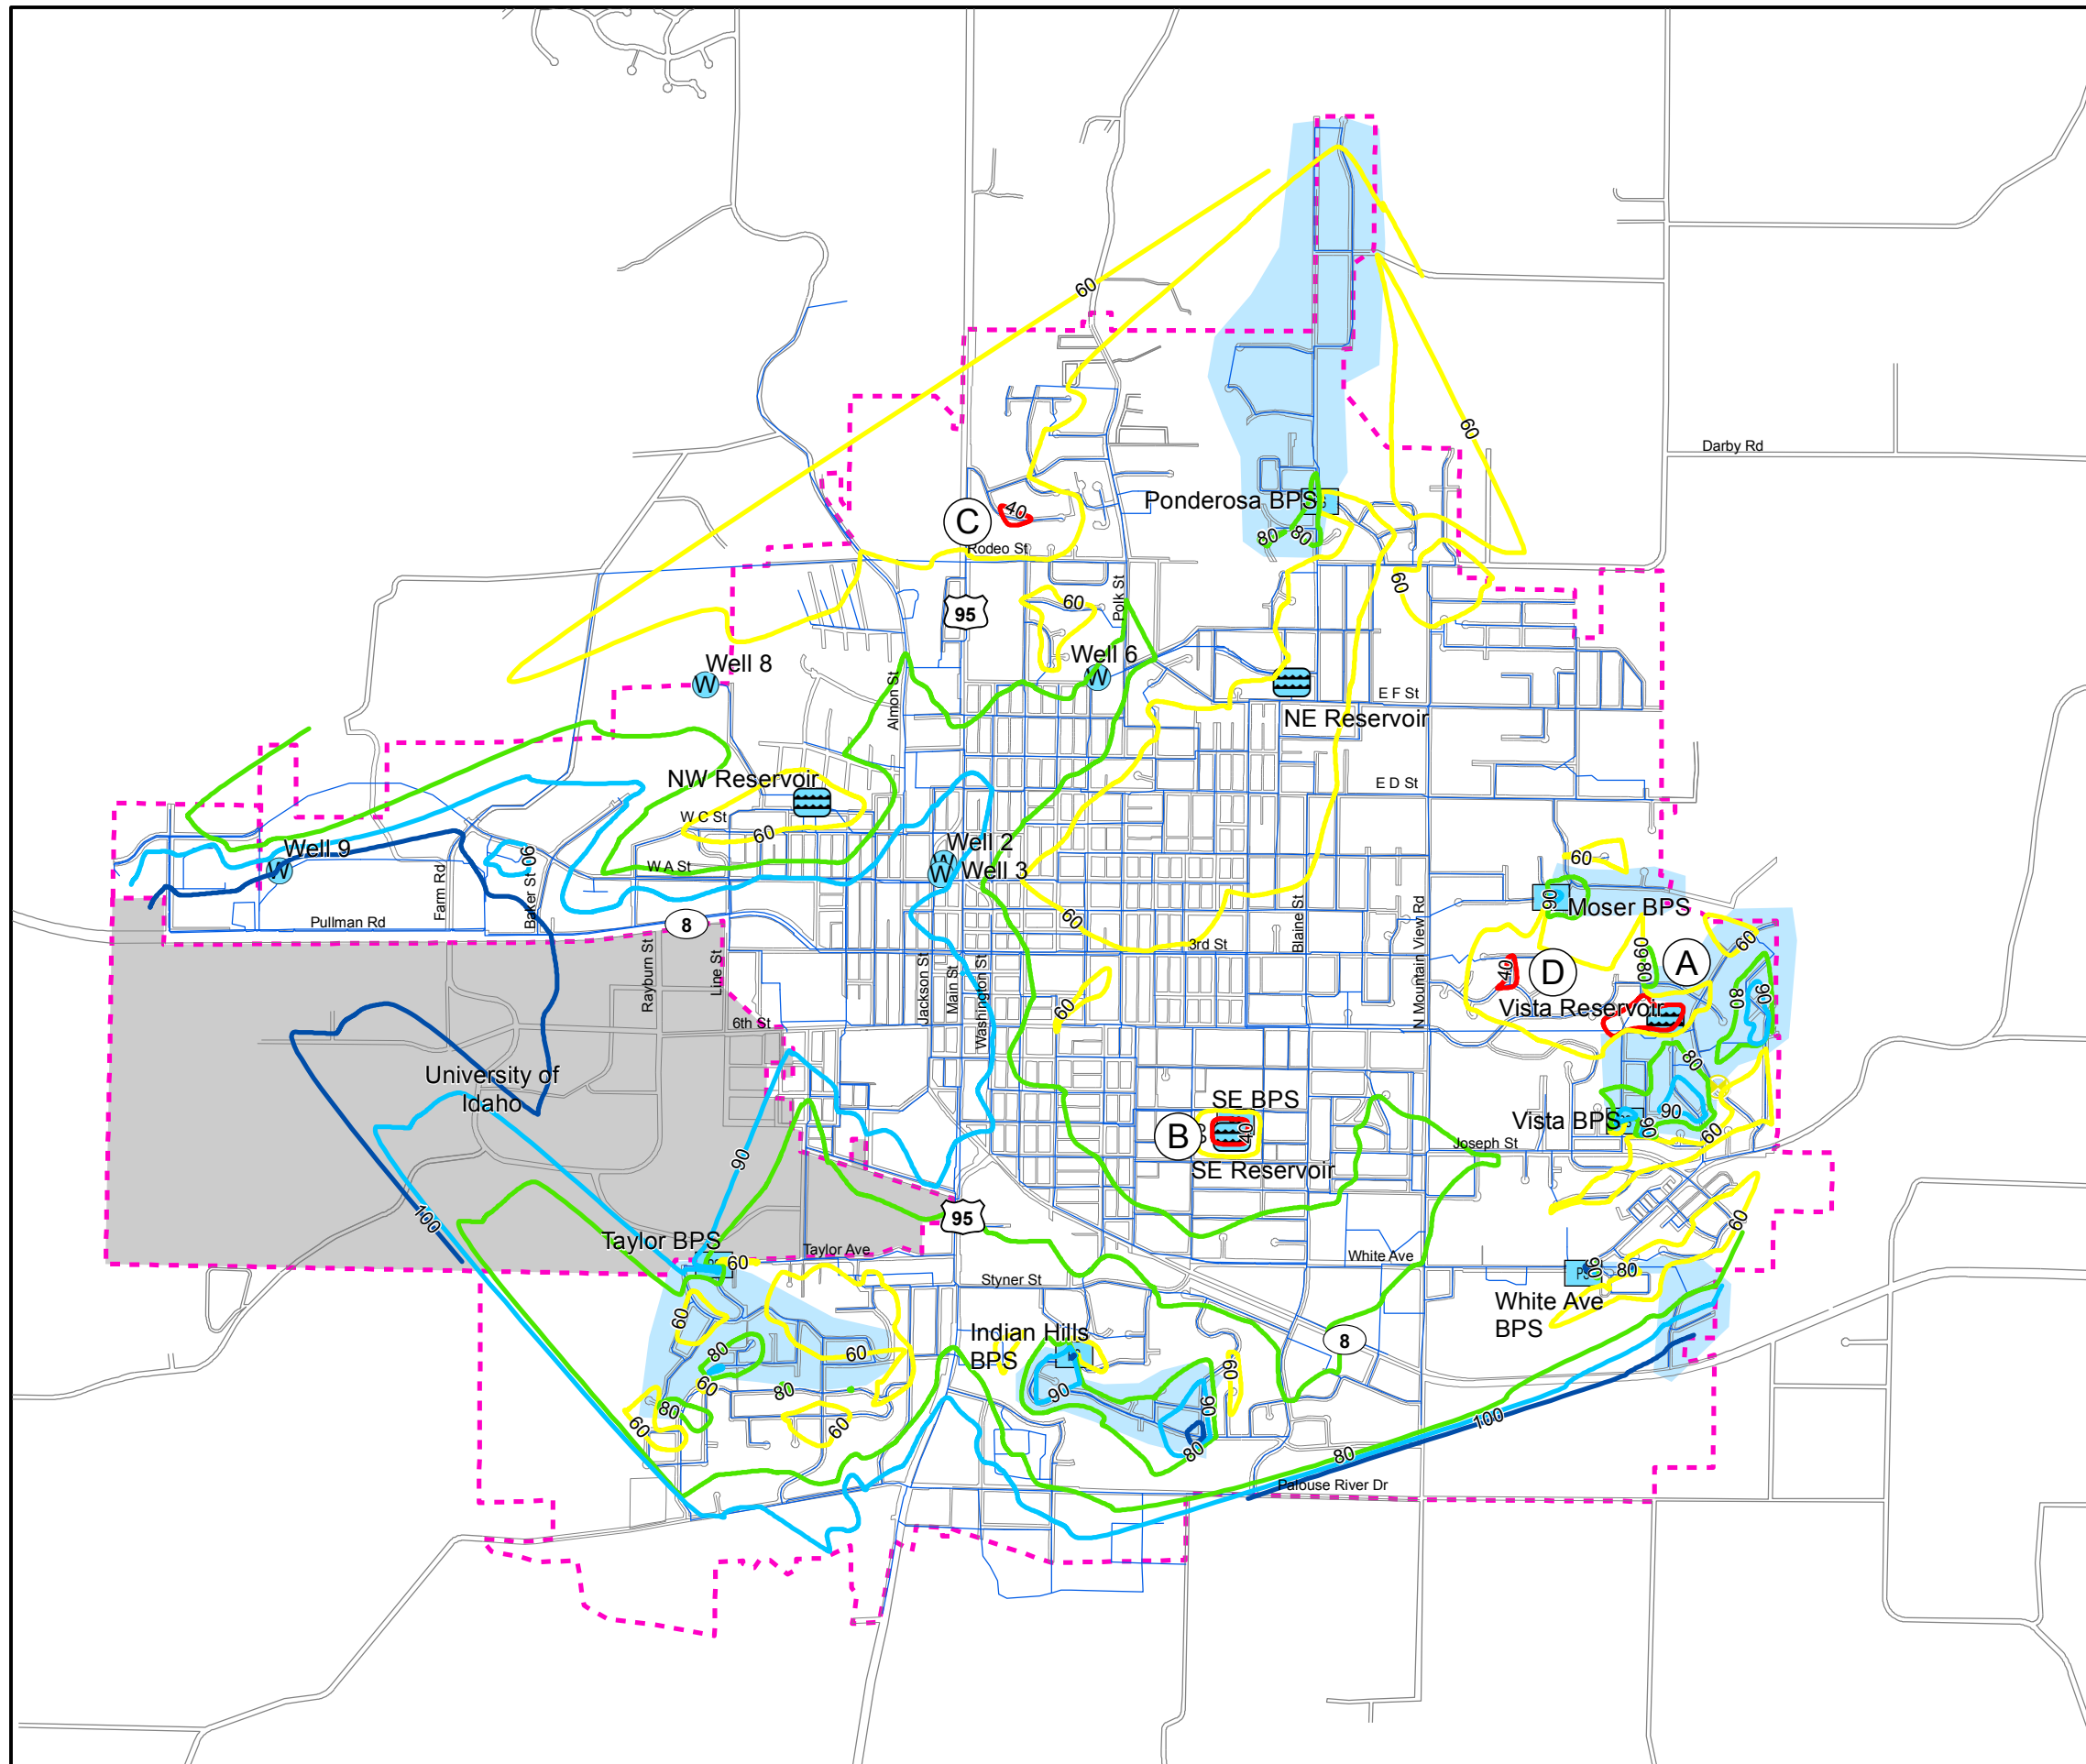 60
60
Darby Rd
Ponderosa BPS
C
40
80
80
Rodeo St
60
60
Polk St
95
Well 8
W
Well 6
W
Almon St
E F St
NE Reservoir
NW Reservoir
E D St
W C St
60
Well 2
W
Well 3
W
Well 9
W
90
W A St
60
Moser BPS
90
Farm Rd
Baker St
Pullman Rd
8
60
3rd St
Blaine St
N Mountain View Rd
Rayburn St
Line St
Jackson St
Main St
Washington St
60
A
60
80
D
40
Vista Reservoir
80
90
6th St
60
80
University of
Idaho
SE BPS
B
40
SE Reservoir
Vista BPS
90
90
60
Joseph St
90
100
95
60
Taylor BPS
60
Taylor Ave
White Ave
90
80
Styner St
White Ave
BPS
60
Indian Hills
BPS
8
80
60
60
80
60
90
90
80
60
60
80
80
100
Palouse River Dr